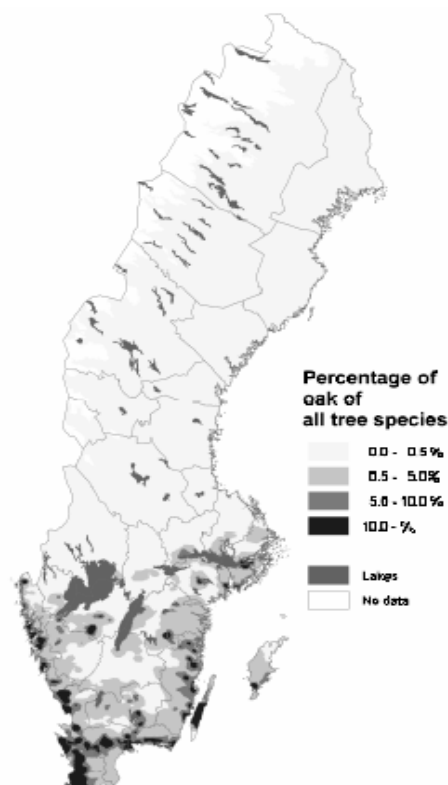 Percentage of
oak of
all tree species
0.0 - 0.5%
0.5 - 5.0%
5.0 - 10.0%
10.0 - %
Lakes
No data